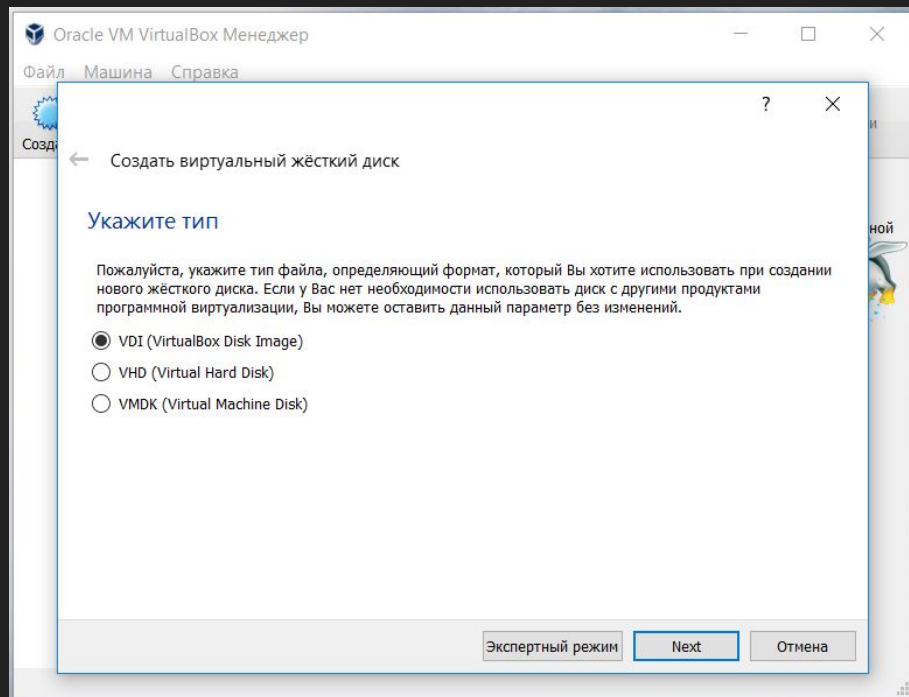 Oracle VM VirtualBox Менеджер
Файл Машина Справка
?
Созда
и
Создать виртуальный жёсткий диск
Укажите тип
ной
Пожалуйста, укажите тип файла, определяющий формат, который Вы хотите использовать при создании
нового жёсткого диска. Если у Вас нет необходимости использовать диск с другими продуктами
программной виртуализации, Вы можете оставить данный параметр без изменений.
VDI (VirtualBox Disk Image)
VHD (Virtual Hard Disk)
VMDK (Virtual Machine Disk)
Экспертный режим Next Отмена